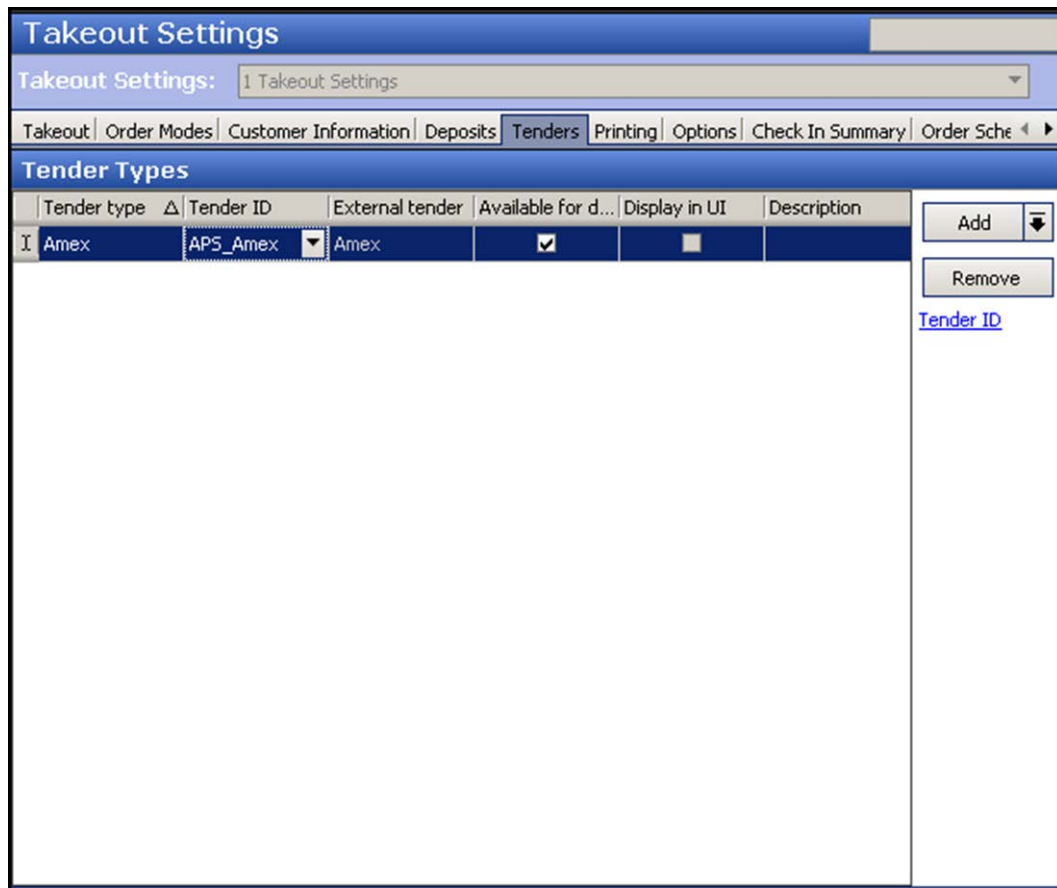 Takeout Settings
Takeout Settings: 1 Takeout Settings
Takeout Order Modes Customer Information Deposits Tenders Printing Options Check In Summary Order Sche
Tender Types
Tender type Tender ID External tender Available for d... Display in UI Description
Amex APS_Amex Amex
Add
Remove
Tender ID